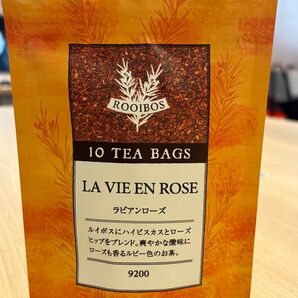 ROOIBOS
10 TEA BAGS
LA VIE EN ROSE
ラビアンローズ
ルイボスにハイビスカスとローズ
ヒップをブレンド。爽やかな酸味に
ローズも香るルビー色のお茶。
9200